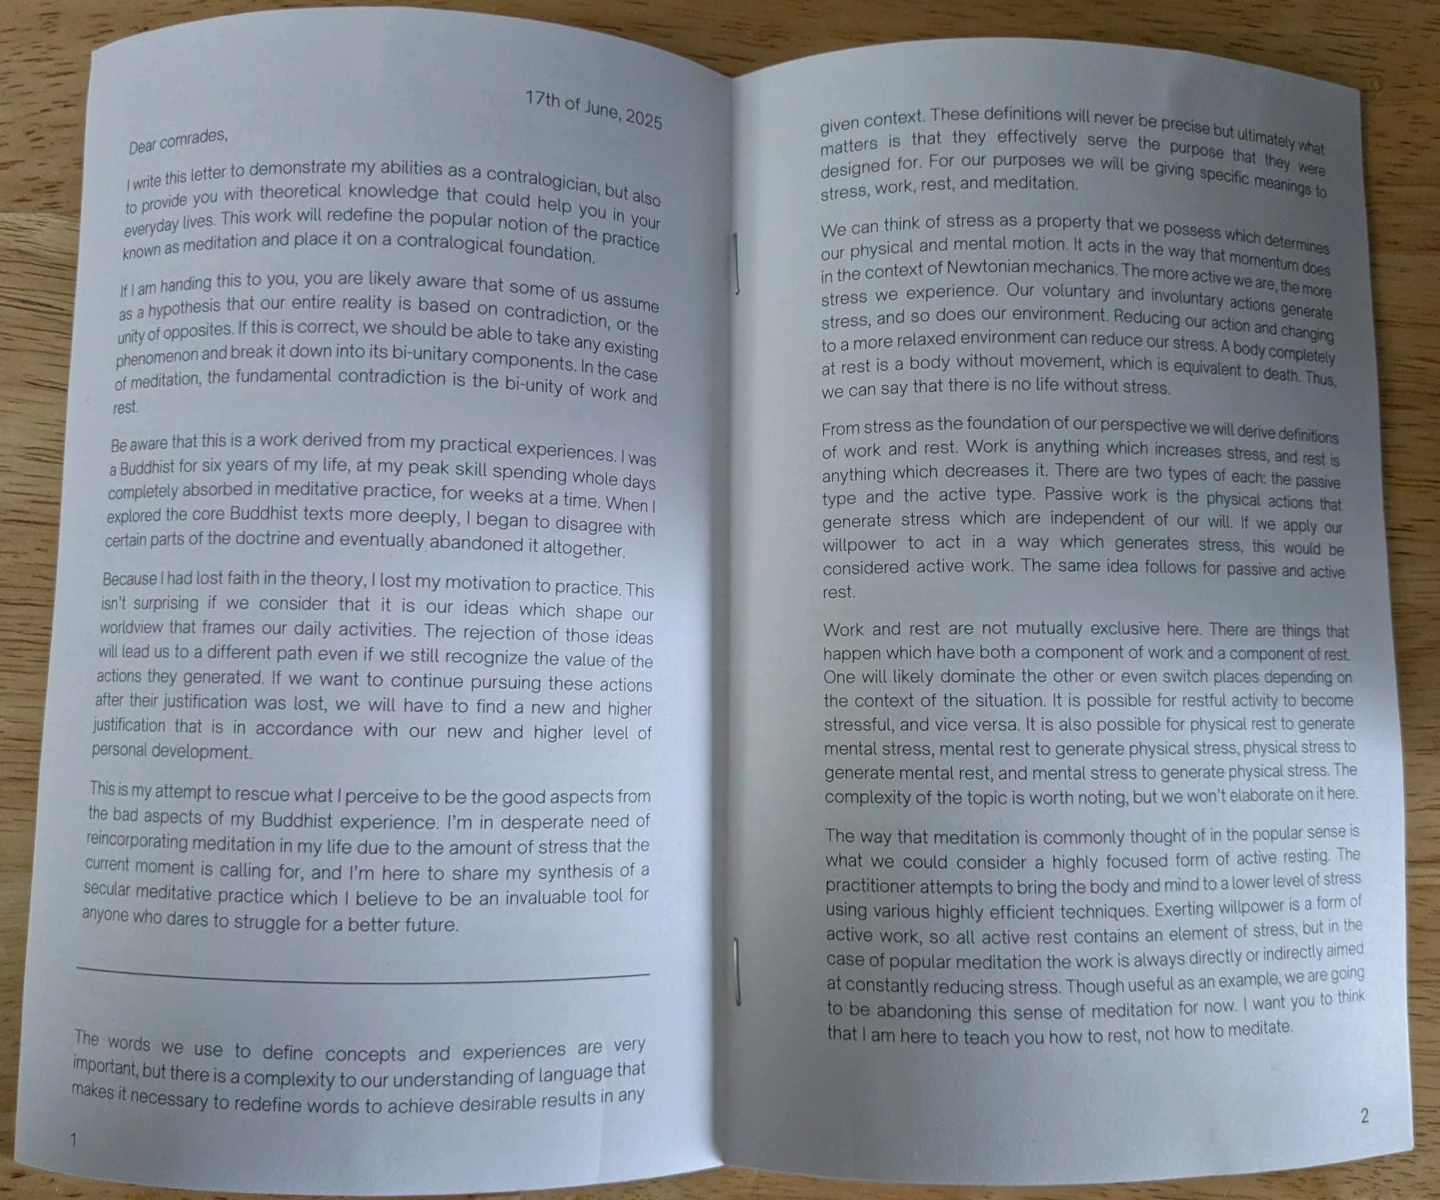 17th of June, 2025
Dear comrades,
I write this letter to demonstrate my abilities as a contralogician, but also
to provide you with theoretical knowledge that could help you in your
everyday lives. This work will redefine the popular notion of the practice
known as meditation and place it on a contralogical foundation.
If I am handing this to you, you are likely aware that some of us assume
as a hypothesis that our entire reality is based on contradiction, or the
unity of opposites. If this is correct, we should be able to take any existing
phenomenon and break it down into its bi-unitary components. In the case
of meditation, the fundamental contradiction is the bi-unity of work and
rest.
Be aware that this is a work derived from my practical experiences. I was
a Buddhist for six years of my life, at my peak skill spending whole days
completely absorbed in meditative practice, for weeks at a time. When I
explored the core Buddhist texts more deeply, I began to disagree with
certain parts of the doctrine and eventually abandoned it altogether.
Because I had lost faith in the theory, I lost my motivation to practice. This
isn't surprising if we consider that it is our ideas which shape our
worldview that frames our daily activities. The rejection of those ideas
will lead us to a different path even if we still recognize the value of the
actions they generated. If we want to continue pursuing these actions
after their justification was lost, we will have to find a new and higher
justification that is in accordance with our new and higher level of
personal development.
This is my attempt to rescue what I perceive to be the good aspects from
the bad aspects of my Buddhist experience. I'm in desperate need of
reincorporating meditation in my life due to the amount of stress that the
current moment is calling for, and I'm here to share my synthesis of a
secular meditative practice which I believe to be an invaluable tool for
anyone who dares to struggle for a better future.
The words we use to define concepts and experiences are very
important, but there is a complexity to our understanding of language that
makes it necessary to redefine words to achieve desirable results in any
1
given context. These definitions will never be precise but ultimately what
matters is that they effectively serve the purpose that they were
designed for. For our purposes we will be giving specific meanings to
stress, work, rest, and meditation.
We can think of stress as a property that we possess which determines
our physical and mental motion. It acts in the way that momentum does
in the context of Newtonian mechanics. The more active we are, the more
stress we experience. Our voluntary and involuntary actions generate
stress, and so does our environment. Reducing our action and changing
to a more relaxed environment can reduce our stress. A body completely
at rest is a body without movement, which is equivalent to death. Thus,
we can say that there is no life without stress.
From stress as the foundation of our perspective we will derive definitions
of work and rest. Work is anything which increases stress, and rest is
anything which decreases it. There are two types of each: the passive
type and the active type. Passive work is the physical actions that
generate stress which are independent of our will. If we apply our
willpower to act in a way which generates stress, this would be
considered active work. The same idea follows for passive and active
rest.
Work and rest are not mutually exclusive here. There are things that
happen which have both a component of work and a component of rest.
One will likely dominate the other or even switch places depending on
the context of the situation. It is possible for restful activity to become
stressful, and vice versa. It is also possible for physical rest to generate
mental stress, mental rest to generate physical stress, physical stress to
generate mental rest, and mental stress to generate physical stress. The
complexity of the topic is worth noting, but we won't elaborate on it here.
The way that meditation is commonly thought of in the popular sense is
what we could consider a highly focused form of active resting. The
practitioner attempts to bring the body and mind to a lower level of stress
using various highly efficient techniques. Exerting willpower is a form of
active work, so all active rest contains an element of stress, but in the
case of popular meditation the work is always directly or indirectly aimed
at constantly reducing stress. Though useful as an example, we are going
to be abandoning this sense of meditation for now. I want you to think
that I am here to teach you how to rest, not how to meditate.
2